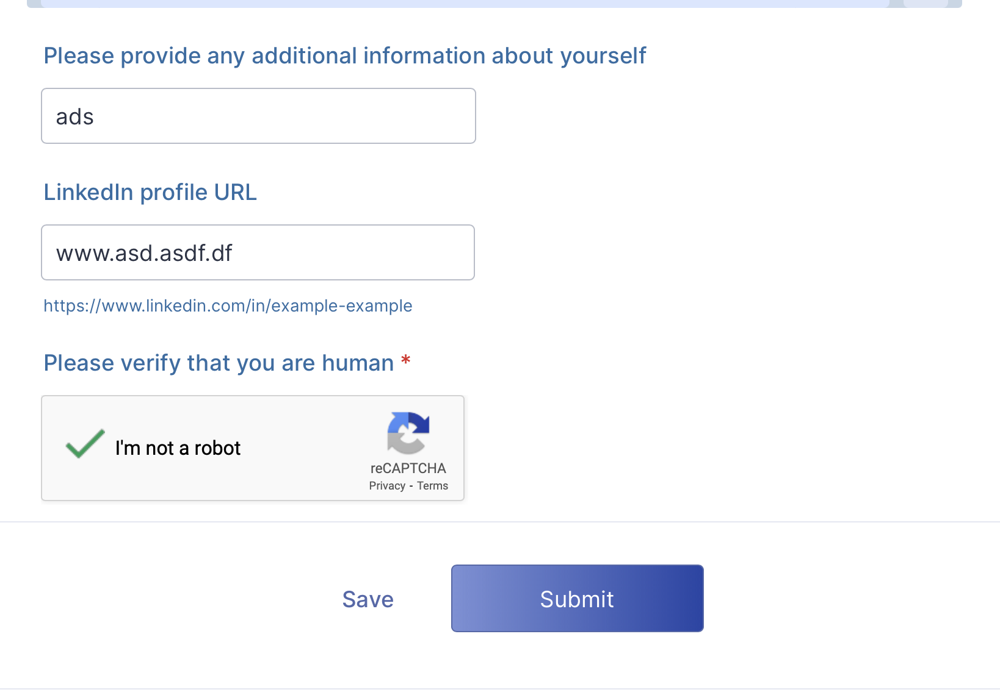 Please provide any additional information about yourself
ads
LinkedIn profile URL
www.asd.asdf.df
https://www.linkedin.com/in/example-example
Please verify that you are human *
I'm not a robot
reCAPTCHA
Privacy - Terms
Save
Submit